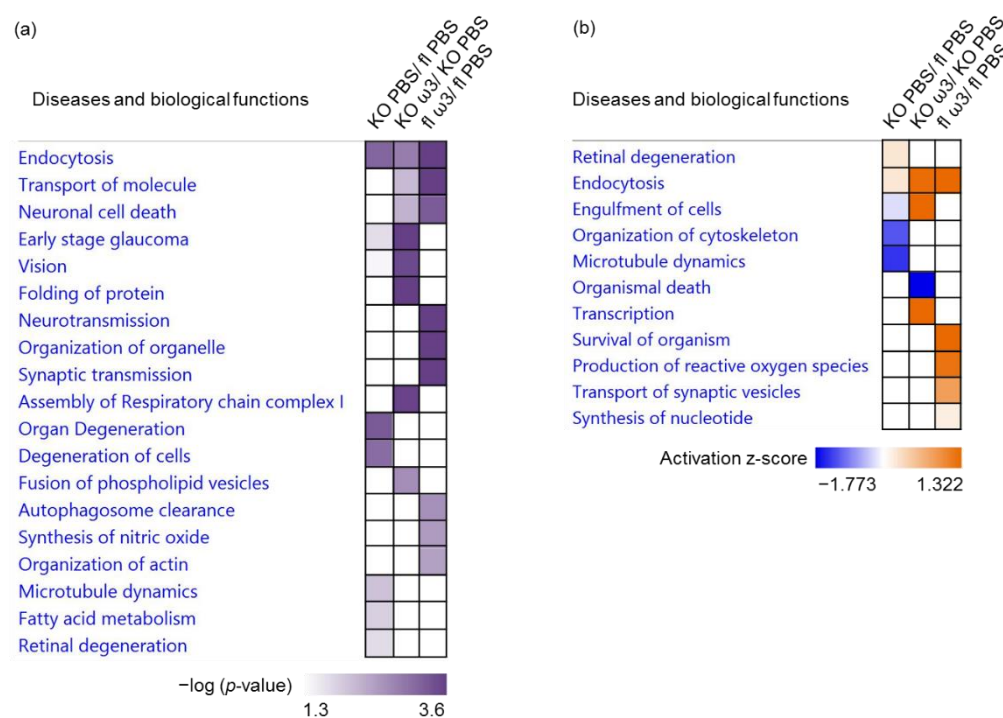 (a)
KO PBS/ fl PBS
KO ω3/ KO PBS
fl ω3/ fl PBS
Diseases and biological functions
Endocytosis
Transport of molecule
Neuronal cell death
Early stage glaucoma
Vision
Folding of protein
Neurotransmission
Organization of organelle
Synaptic transmission
Assembly of Respiratory chain complex I
Organ Degeneration
Degeneration of cells
Fusion of phospholipid vesicles
Autophagosome clearance
Synthesis of nitric oxide
Organization of actin
Microtubule dynamics
Fatty acid metabolism
Retinal degeneration
−log (p-value)
1.3 3.6
(b)
KO PBS/ fl PBS
KO ω3/ KO PBS
fl ω3/ fl PBS
Diseases and biological functions
Retinal degeneration
Endocytosis
Engulfment of cells
Organization of cytoskeleton
Microtubule dynamics
Organismal death
Transcription
Survival of organism
Production of reactive oxygen species
Transport of synaptic vesicles
Synthesis of nucleotide
Activation z-score
−1.773 1.322